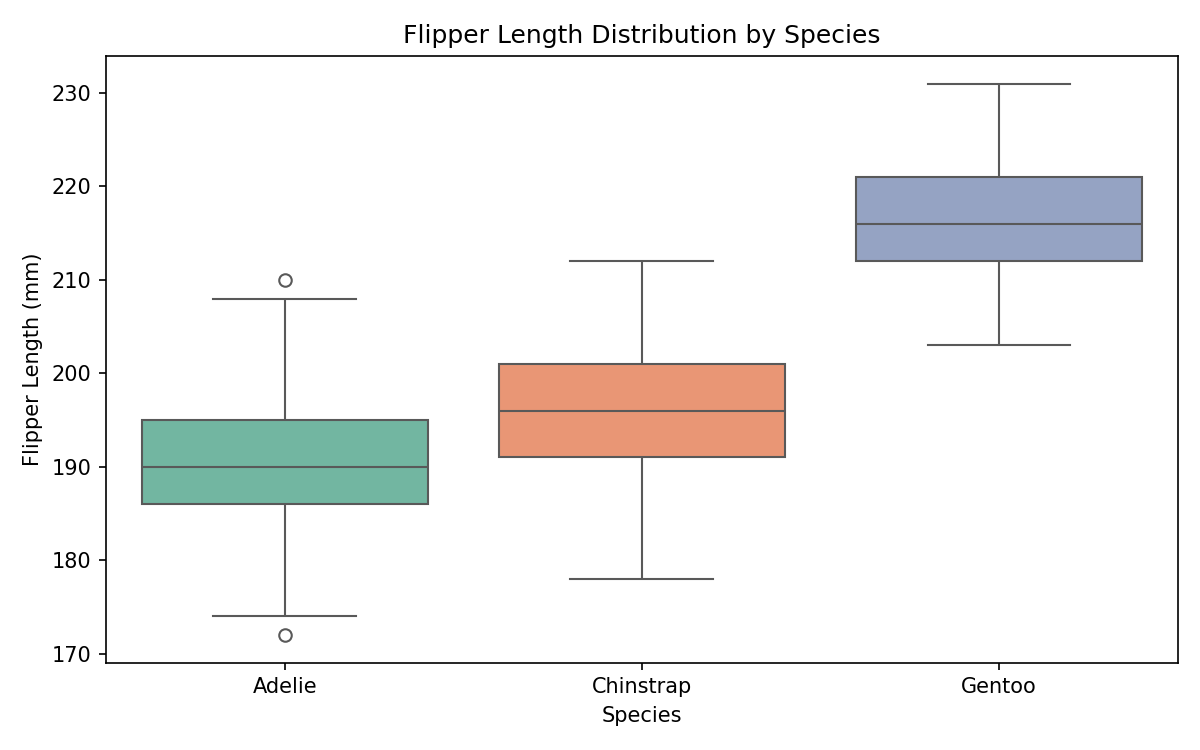 Flipper Length Distribution by Species
Flipper Length (mm)
230
220
210
200
190
180
170
Adelie
Chinstrap
Gentoo
Species